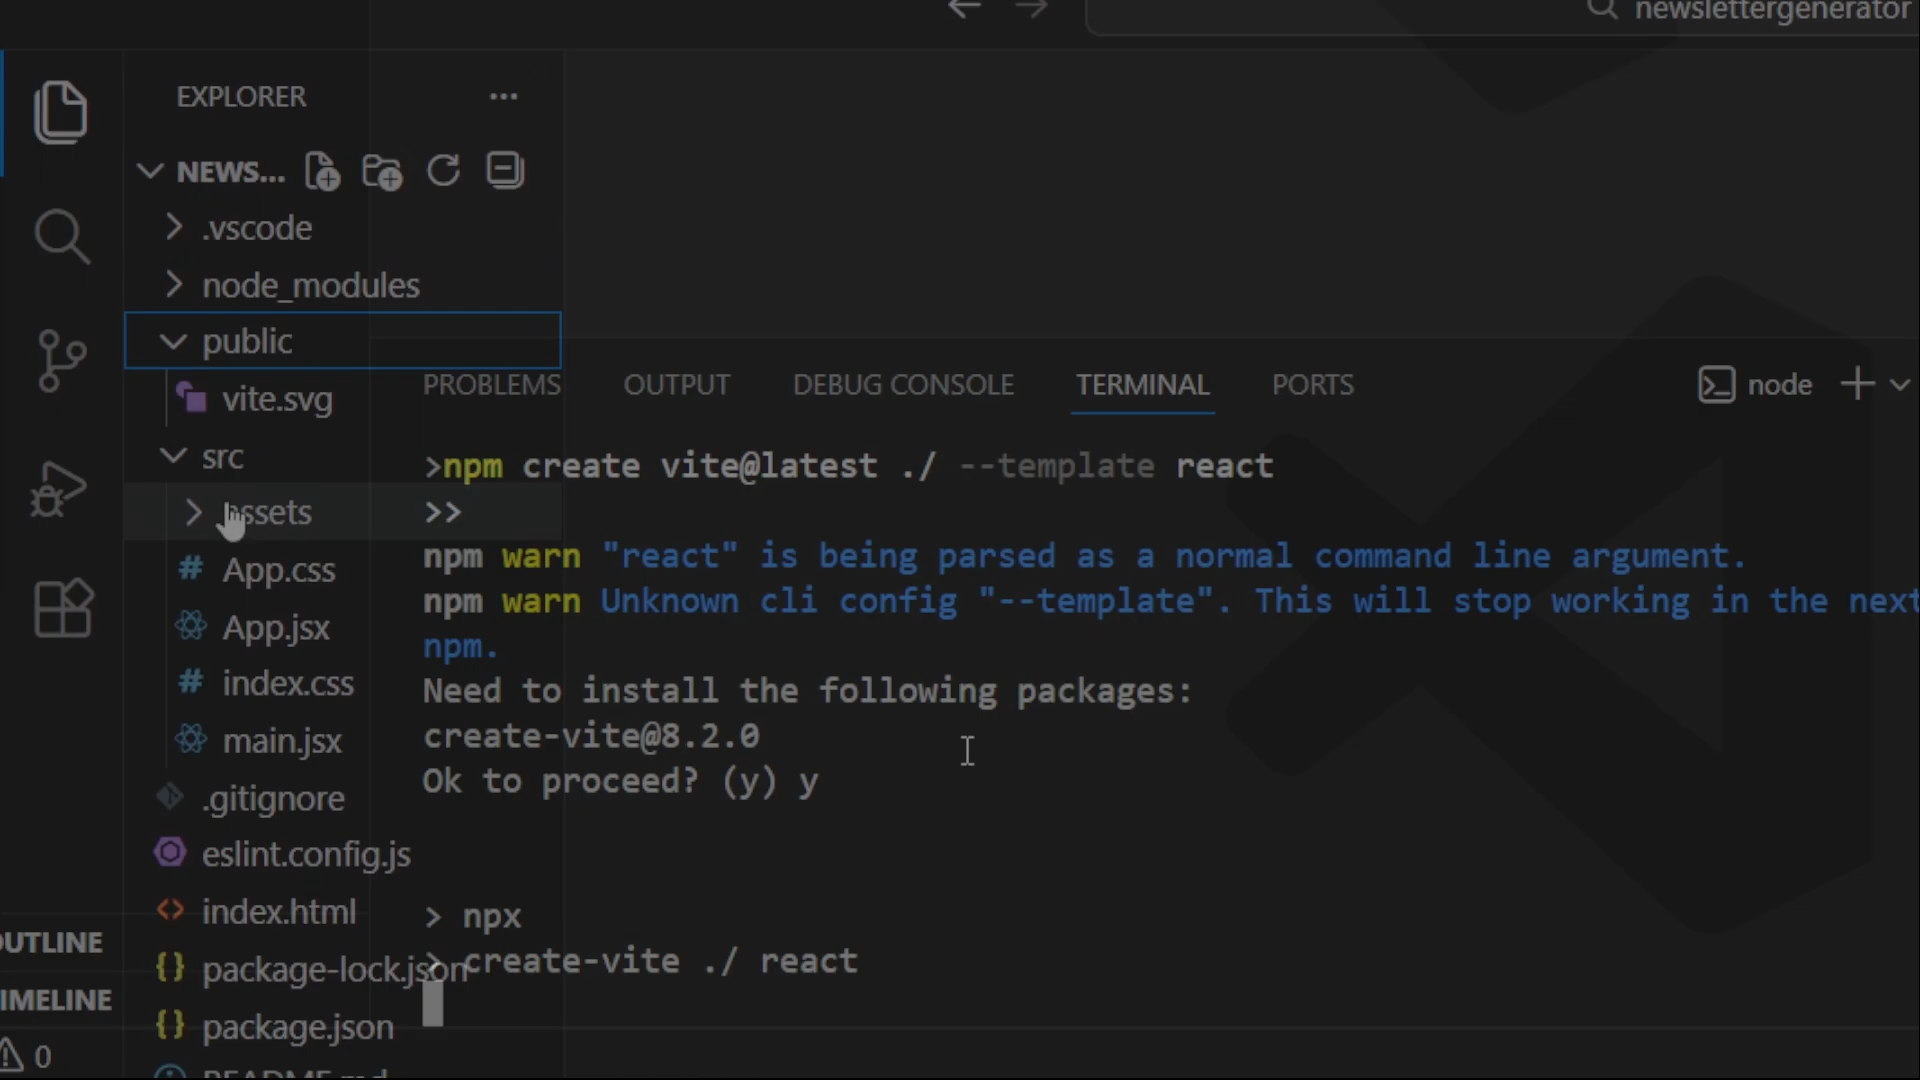 newslettergenerator
EXPLORER
NEWS...
.vscode
node_modules
public
vite.svg
src
assets
App.css
App.jsx
index.css
main.jsx
.gitignore
eslint.config.js
index.html
package-lock.json
package.json
README.md
OUTLINE
TIMELINE
0
PROBLEMS OUTPUT DEBUG CONSOLE TERMINAL PORTS node
>npm create vite@latest ./ --template react
>>
npm warn "react" is being parsed as a normal command line argument.
npm warn Unknown cli config "--template". This will stop working in the next
npm.
Need to install the following packages:
create-vite@8.2.0
Ok to proceed? (y) y
> npx
> create-vite ./ react